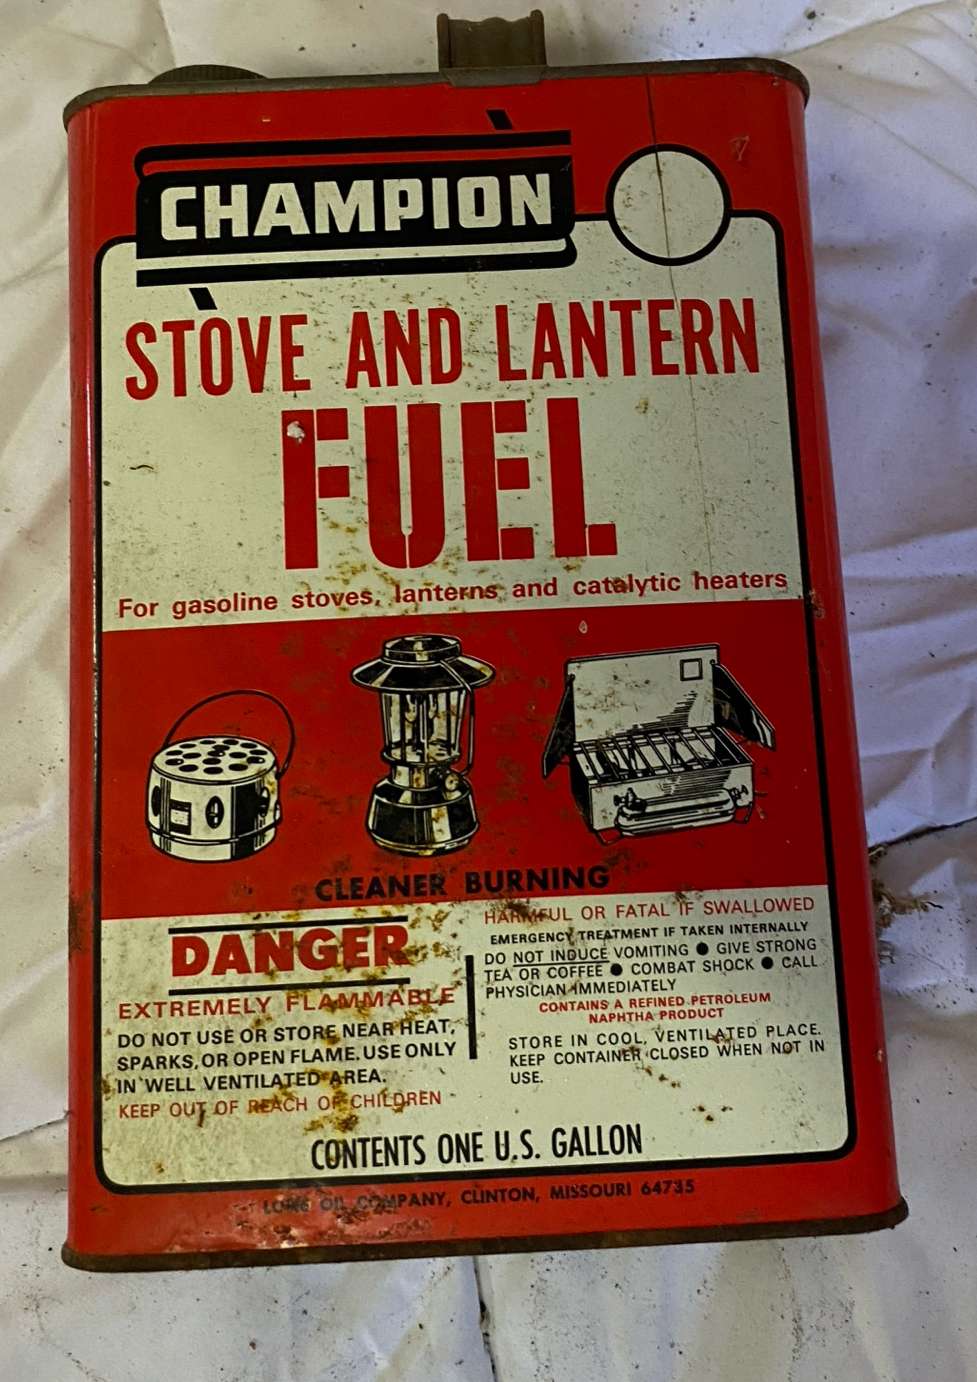 CHAMPION
STOVE AND LANTERN
FUEL
For gasoline stoves, lanterns and catalytic heaters
CLEANER BURNING
DANGER
EXTREMELY FLAMMABLE
DO NOT USE OR STORE NEAR HEAT,
SPARKS, OR OPEN FLAME. USE ONLY
IN WELL VENTILATED AREA.
KEEP OUT OF REACH OF CHILDREN
HARMFUL OR FATAL IF SWALLOWED
EMERGENCY TREATMENT IF TAKEN INTERNALLY
DO NOT INDUCE VOMITING ● GIVE STRONG
TEA OR COFFEE ● COMBAT SHOCK ● CALL
PHYSICIAN IMMEDIATELY
CONTAINS A REFINED PETROLEUM
NAPHTHA PRODUCT
STORE IN COOL, VENTILATED PLACE.
KEEP CONTAINER CLOSED WHEN NOT IN
USE.
CONTENTS ONE U.S. GALLON
LONG OIL COMPANY, CLINTON, MISSOURI 64735